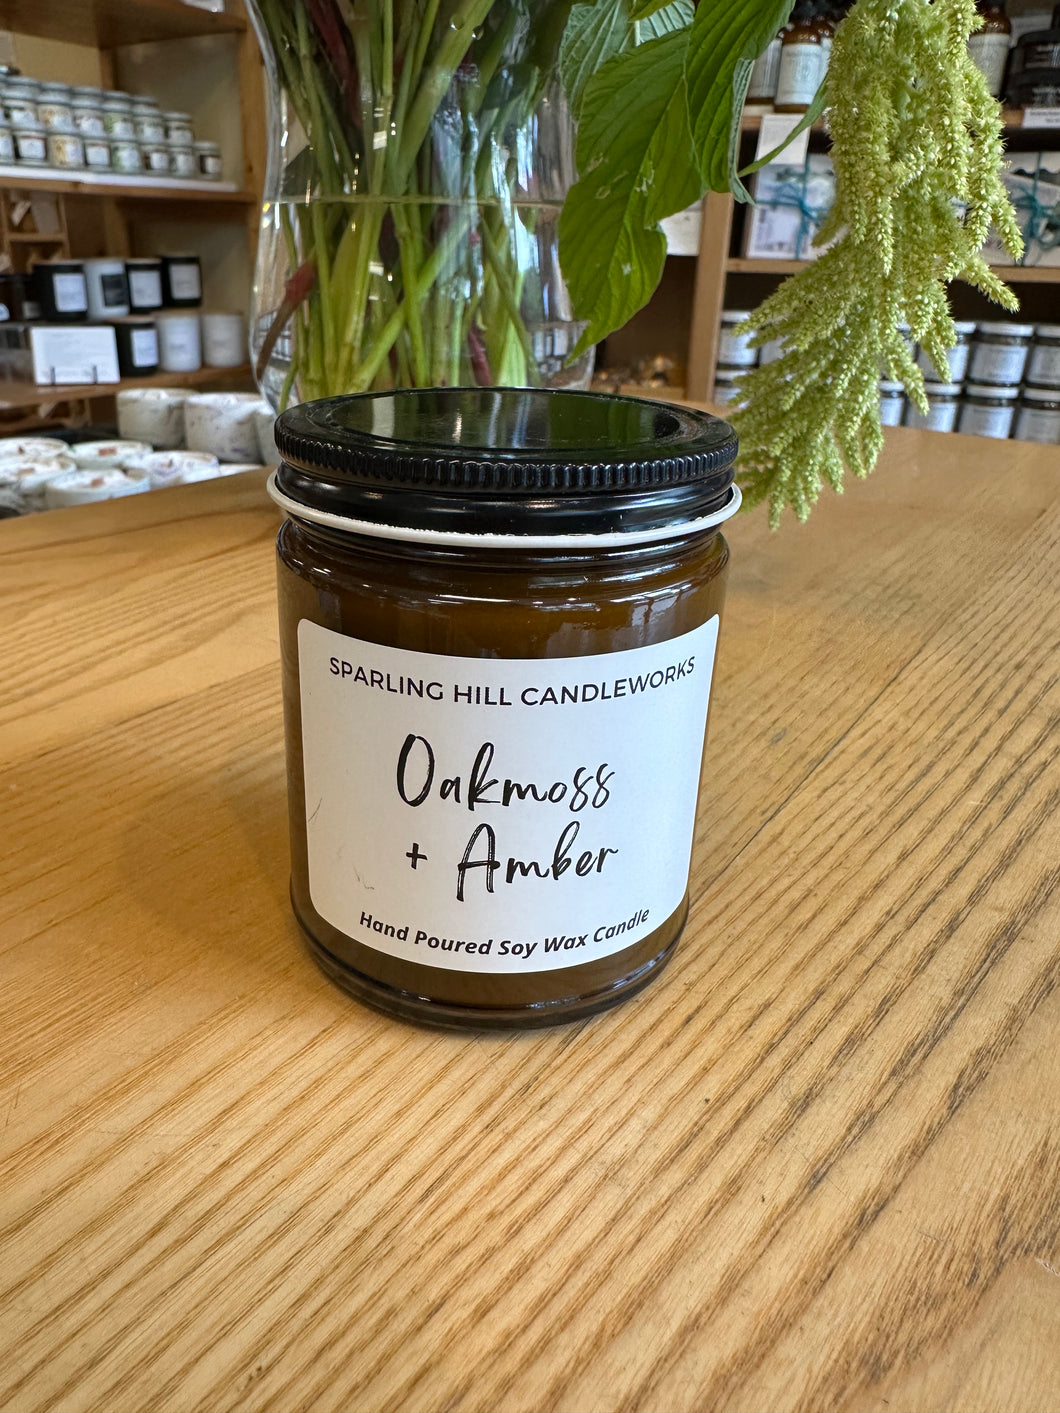 SPARLING HILL CANDLEWORKS
Oakmoss
+ Amber
Hand Poured Soy Wax Candle